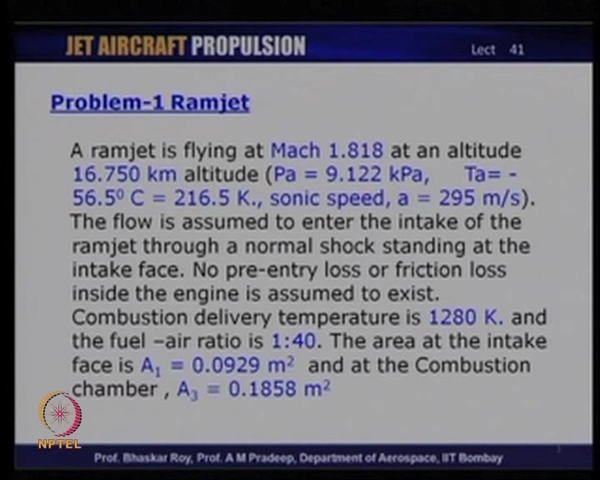 JET AIRCRAFT PROPULSION Lect 41
Problem-1 Ramjet
A ramjet is flying at Mach 1.818 at an altitude
16.750 km altitude (Pa = 9.122 kPa, Ta= -
56.5⁰ C = 216.5 K., sonic speed, a = 295 m/s).
The flow is assumed to enter the intake of the
ramjet through a normal shock standing at the
intake face. No pre-entry loss or friction loss
inside the engine is assumed to exist.
Combustion delivery temperature is 1280 K. and
the fuel –air ratio is 1:40. The area at the intake
face is A₁ = 0.0929 m² and at the Combustion
chamber , A₃ = 0.1858 m²
NPTEL
Prof. Bhaskar Roy, Prof. A M Pradeep, Department of Aerospace, IIT Bombay